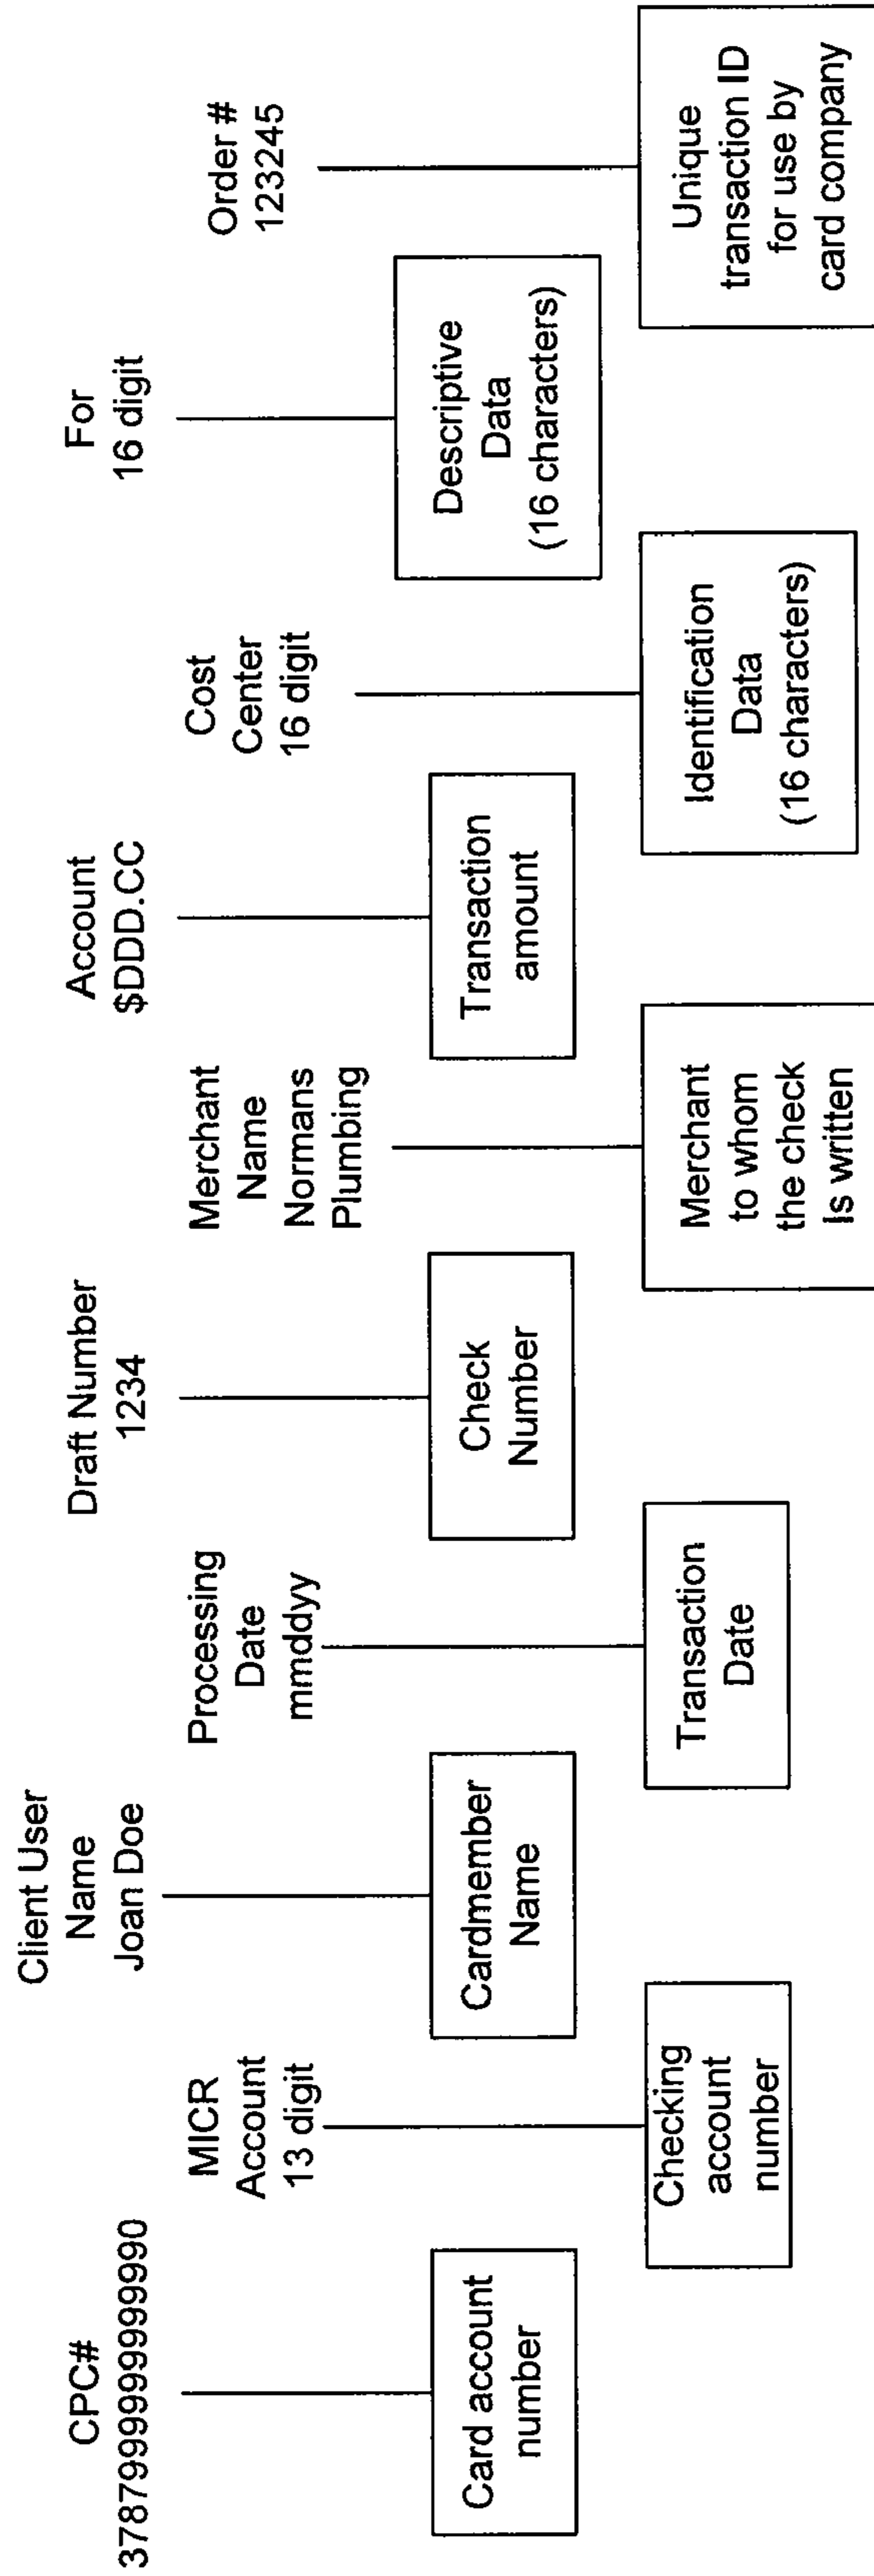 CPC#
3787999999999990
Card account
number
MICR
Account
13 digit
Checking
account
number
Client User
Name
Joan Doe
Cardmember
Name
Processing
Date
mmddyy
Transaction
Date
Draft Number
1234
Check
Number
Merchant
Name
Normans
Plumbing
Merchant
to whom
the check
Is written
Account
$DDD.CC
Transaction
amount
Cost
Center
16 digit
Identification
Data
(16 characters)
For
16 digit
Descriptive
Data
(16 characters)
Order #
123245
Unique
transaction ID
for use by
card company